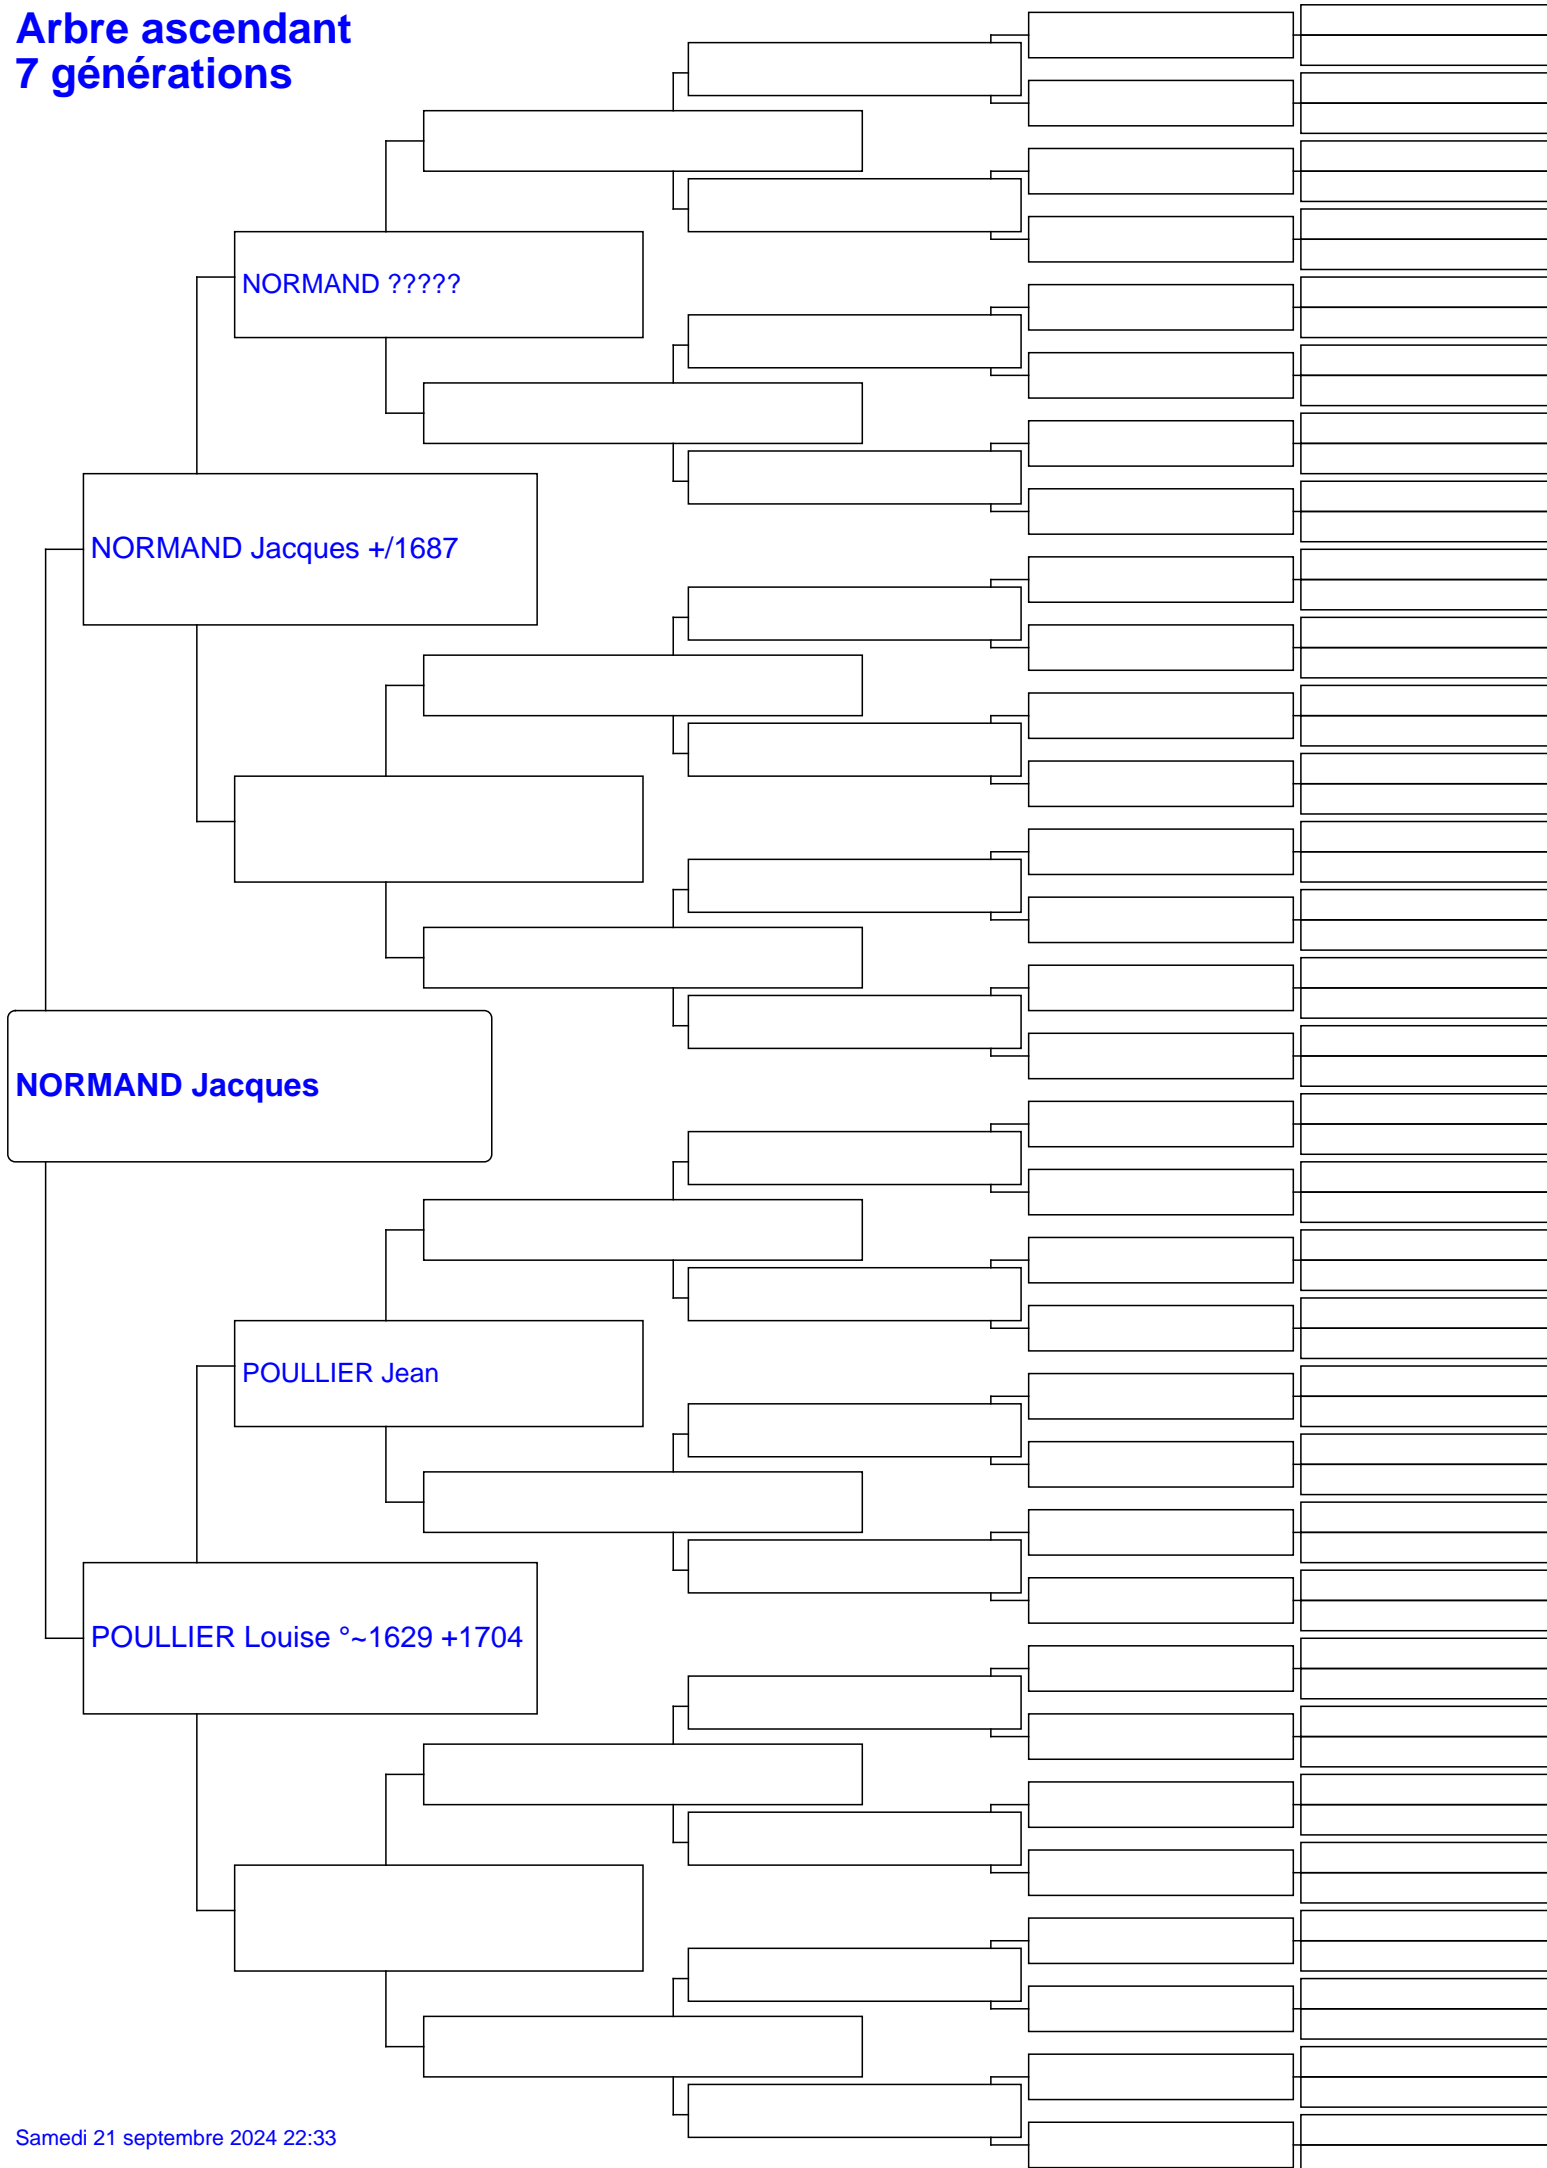 Arbre ascendant
7 générations
NORMAND ?????
NORMAND Jacques +/1687
NORMAND Jacques
POULLIER Jean
POULLIER Louise °~1629 +1704
Samedi 21 septembre 2024 22:33